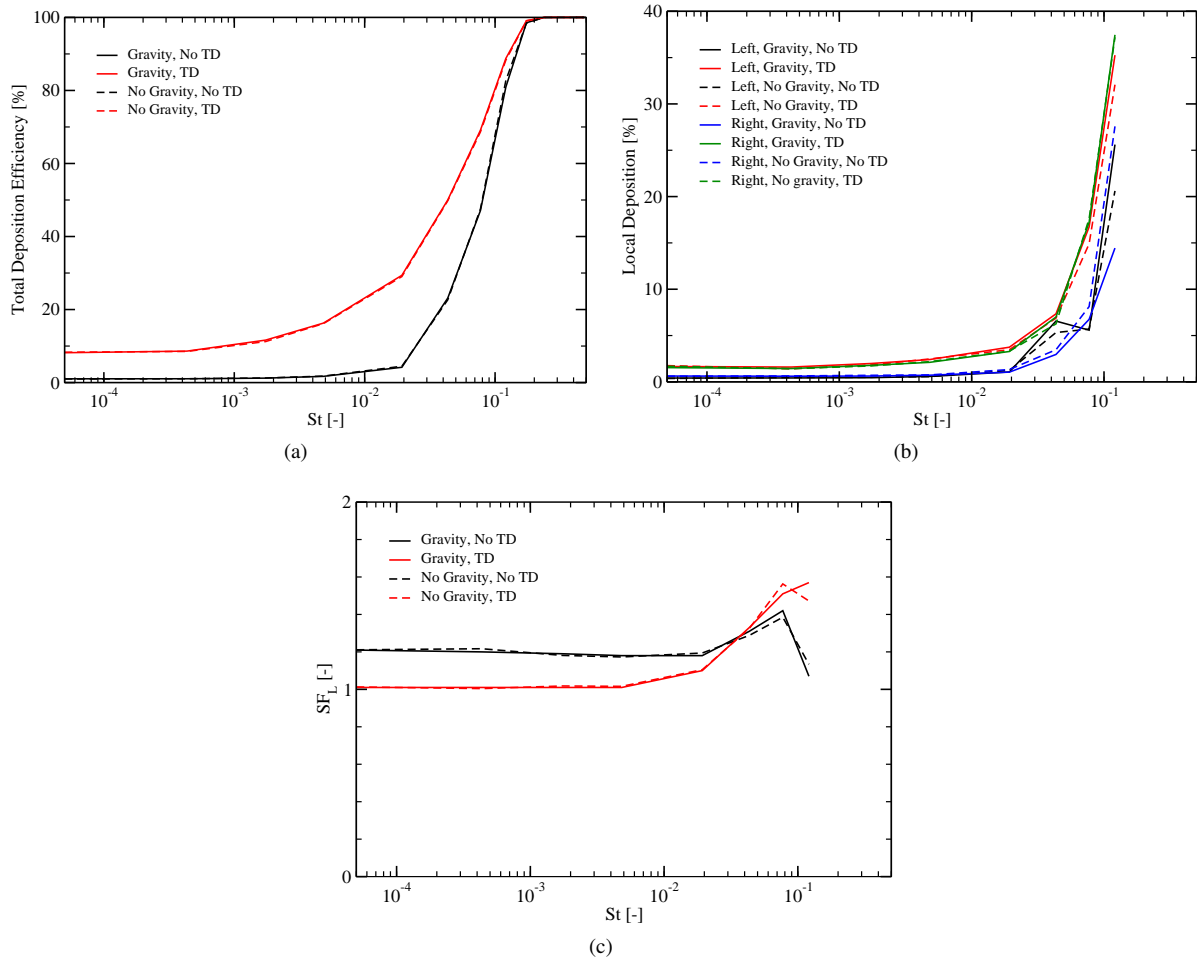 100
80
60
40
20
0
Total Deposition Efficiency [%]
Gravity, No TD
Gravity, TD
No Gravity, No TD
No Gravity, TD
10^-4
10^-3
10^-2
10^-1
St [-]
(a)
40
30
20
10
0
Local Deposition [%]
Left, Gravity, No TD
Left, Gravity, TD
Left, No Gravity, No TD
Left, No Gravity, TD
Right, Gravity, No TD
Right, Gravity, TD
Right, No Gravity, No TD
Right, No gravity, TD
10^-4
10^-3
10^-2
10^-1
St [-]
(b)
2
1
0
SF_L [-]
Gravity, No TD
Gravity, TD
No Gravity, No TD
No Gravity, TD
10^-4
10^-3
10^-2
10^-1
St [-]
(c)